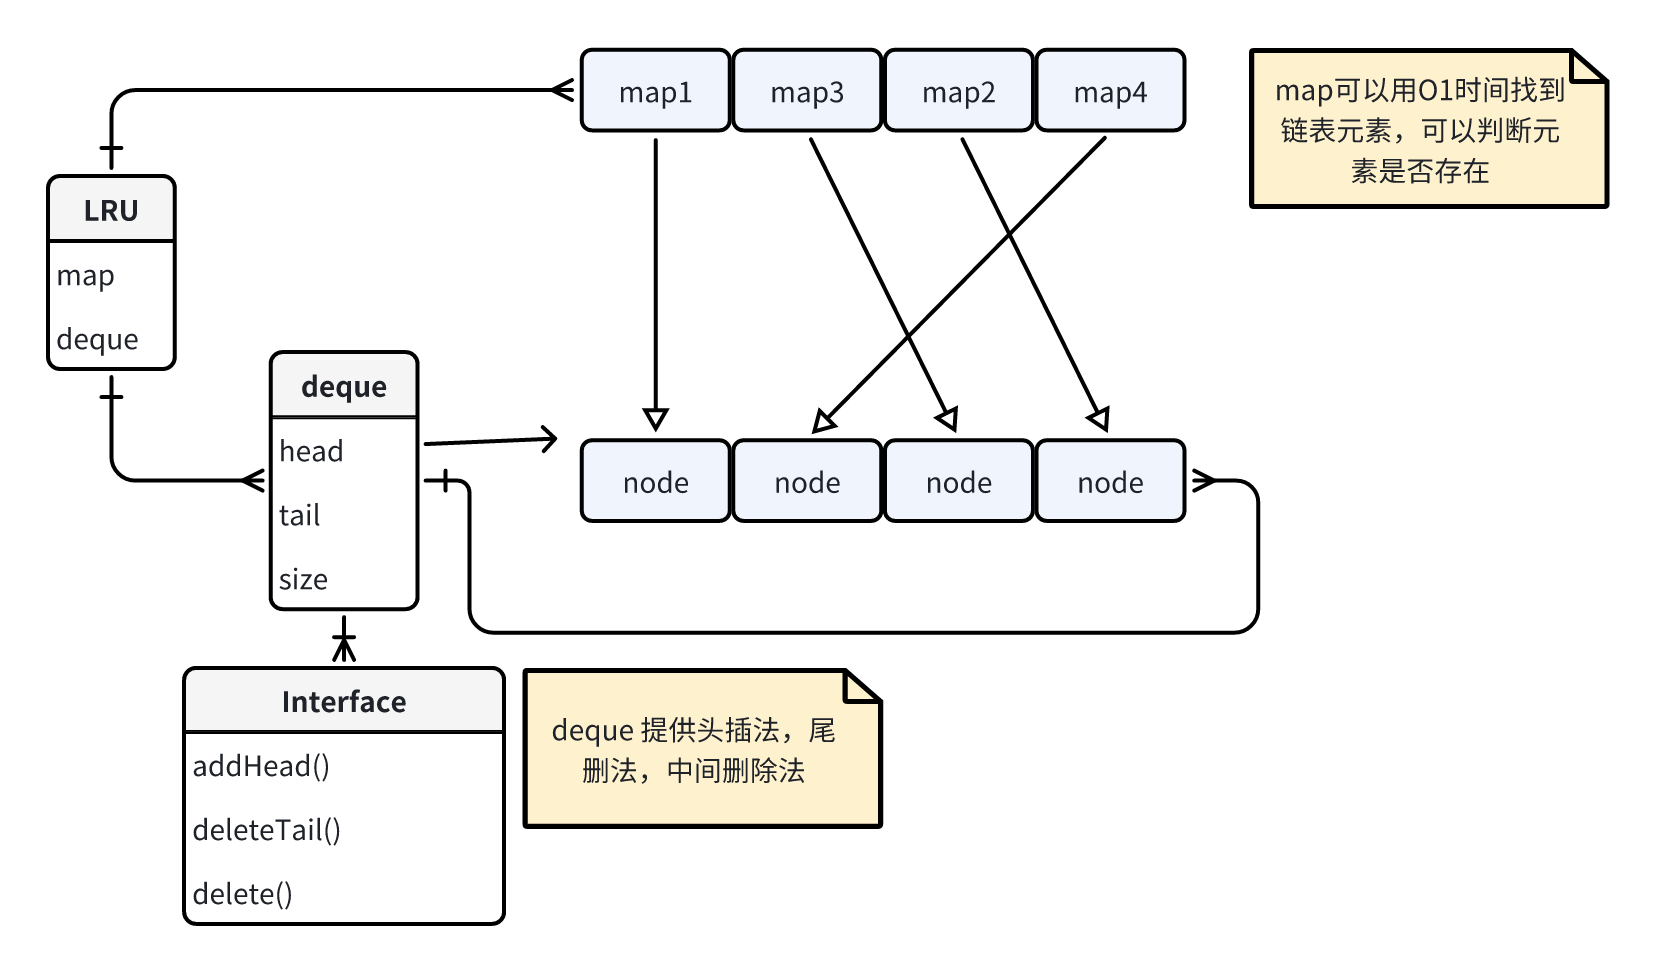 map1
map3
map2
map4
map可以用O1时间找到
链表元素，可以判断元
素是否存在
LRU
map
deque
deque
head
tail
size
node
node
node
node
Interface
addHead()
deleteTail()
delete()
deque 提供头插法，尾
删法，中间删除法